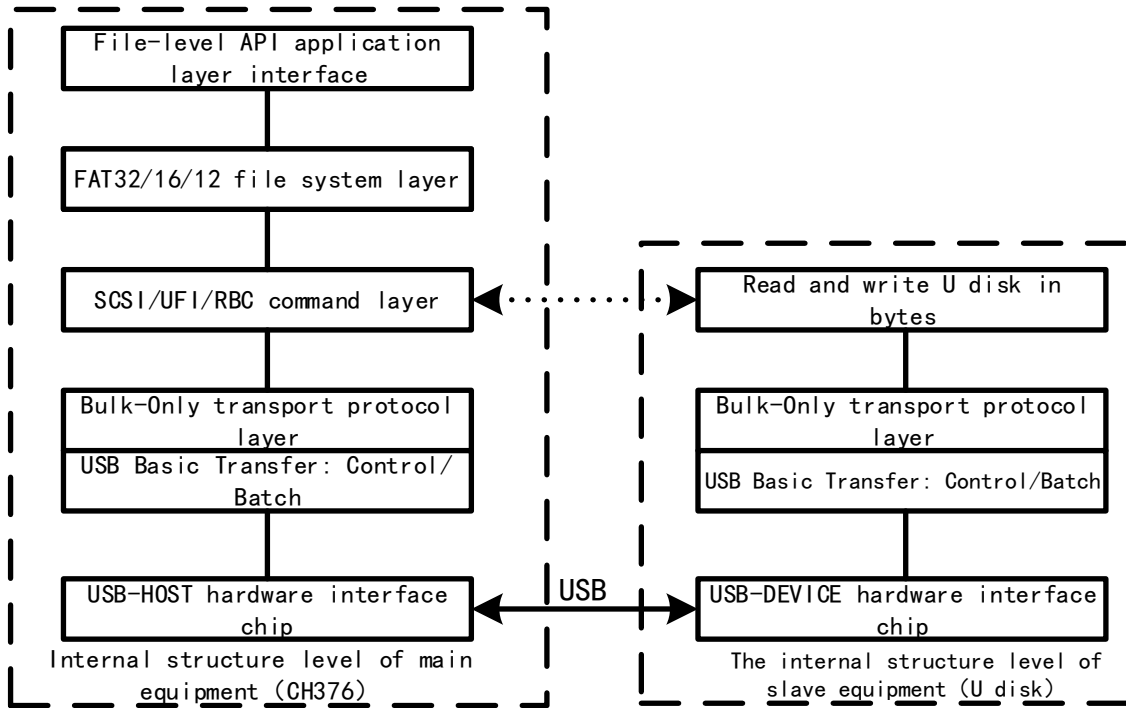 File-level API application
layer interface
FAT32/16/12 file system layer
SCSI/UFI/RBC command layer
Bulk-Only transport protocol
layer
USB Basic Transfer: Control/
Batch
USB-HOST hardware interface
chip
Internal structure level of main
equipment (CH376)
USB
Read and write U disk in
bytes
Bulk-Only transport protocol
layer
USB Basic Transfer: Control/Batch
USB-DEVICE hardware interface
chip
The internal structure level of
slave equipment (U disk)